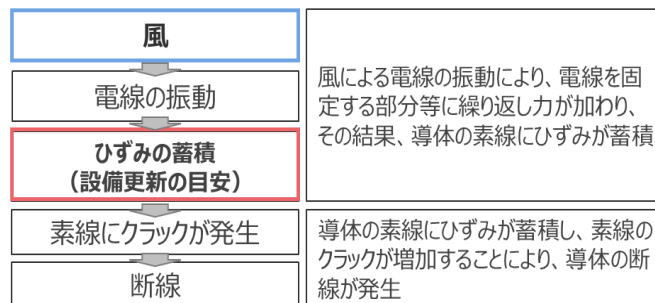 風
電線の振動
ひずみの蓄積
（設備更新の目安）
素線にクラックが発生
断線
風による電線の振動により、電線を固
定する部分等に繰り返し力が加わり、
その結果、導体の素線にひずみが蓄積
導体の素線にひずみが蓄積し、素線の
クラックが増加することにより、導体の断
線が発生